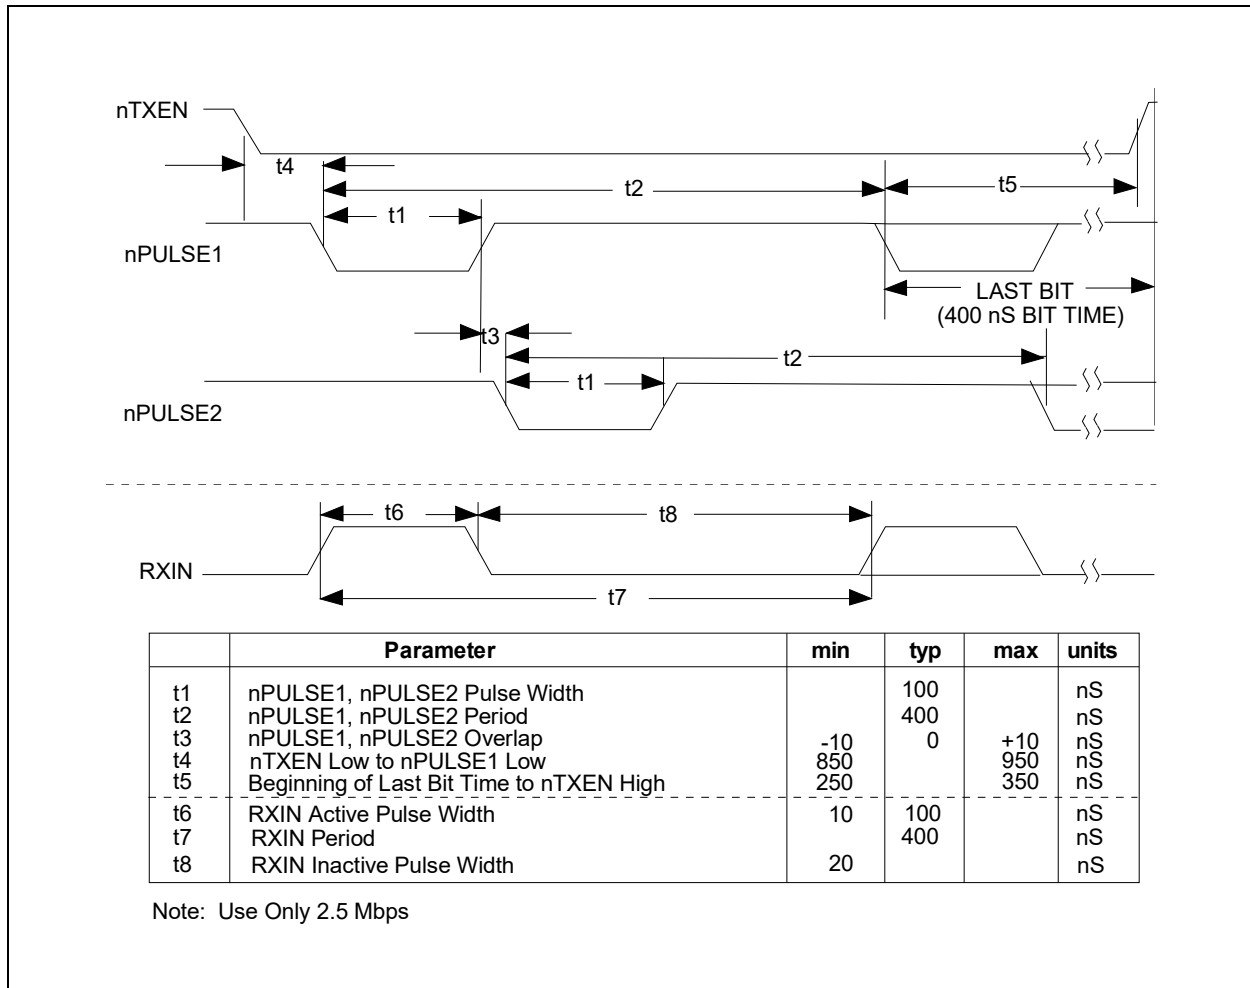 nTXEN
t4
t2
t5
t1
nPULSE1
LAST BIT
(400 nS BIT TIME)
t3
t2
t1
nPULSE2
t6
t8
RXIN
t7
Parameter min typ max units
t1 nPULSE1, nPULSE2 Pulse Width 100 nS
t2 nPULSE1, nPULSE2 Period 400 nS
t3 nPULSE1, nPULSE2 Overlap -10 0 +10 nS
t4 nTXEN Low to nPULSE1 Low 850 950 nS
t5 Beginning of Last Bit Time to nTXEN High 250 350 nS
t6 RXIN Active Pulse Width 10 100 nS
t7 RXIN Period 400 nS
t8 RXIN Inactive Pulse Width 20 nS
Note: Use Only 2.5 Mbps